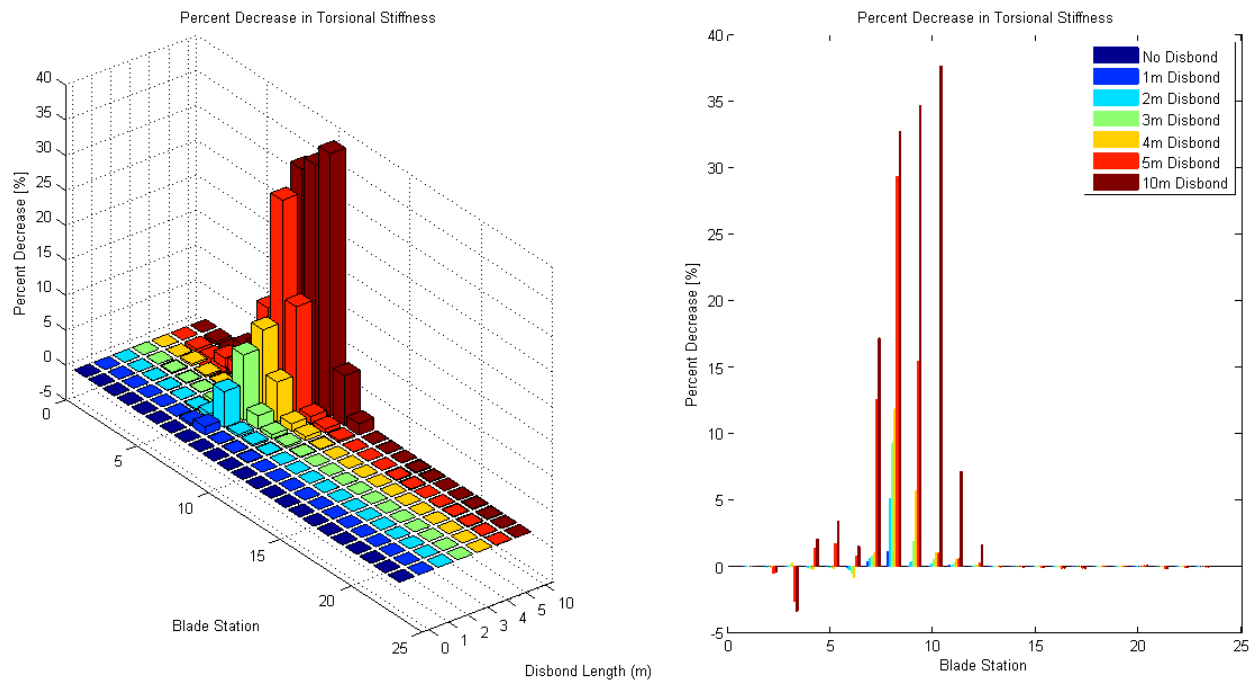 Percent Decrease in Torsional Stiffness
40
35
30
25
20
15
10
5
0
-5
Percent Decrease [%]
0
5
10
15
20
25
Blade Station
0
1
2
3
4
5
10
Disbond Length (m)
Percent Decrease in Torsional Stiffness
40
35
30
25
20
15
10
5
0
-5
Percent Decrease [%]
0
5
10
15
20
25
Blade Station
No Disbond
1m Disbond
2m Disbond
3m Disbond
4m Disbond
5m Disbond
10m Disbond